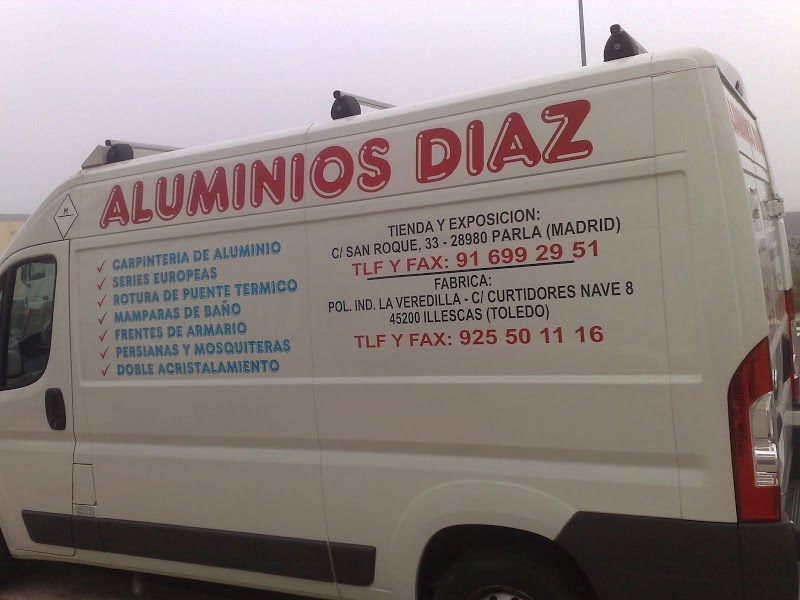 ALUMINIOS DIAZ
CARPINTERIA DE ALUMINIO
SERIES EUROPEAS
ROTURA DE PUENTE TERMICO
MAMPARAS DE BAÑO
FRENTES DE ARMARIO
PERSIANAS Y MOSQUITERAS
DOBLE ACRISTALAMIENTO
TIENDA Y EXPOSICION:
C/ SAN ROQUE, 33 - 28980 PARLA (MADRID)
TLF Y FAX: 91 699 29 51
FABRICA:
POL. IND. LA VEREDILLA - C/ CURTIDORES NAVE 8
45200 ILLESCAS (TOLEDO)
TLF Y FAX: 925 50 11 16